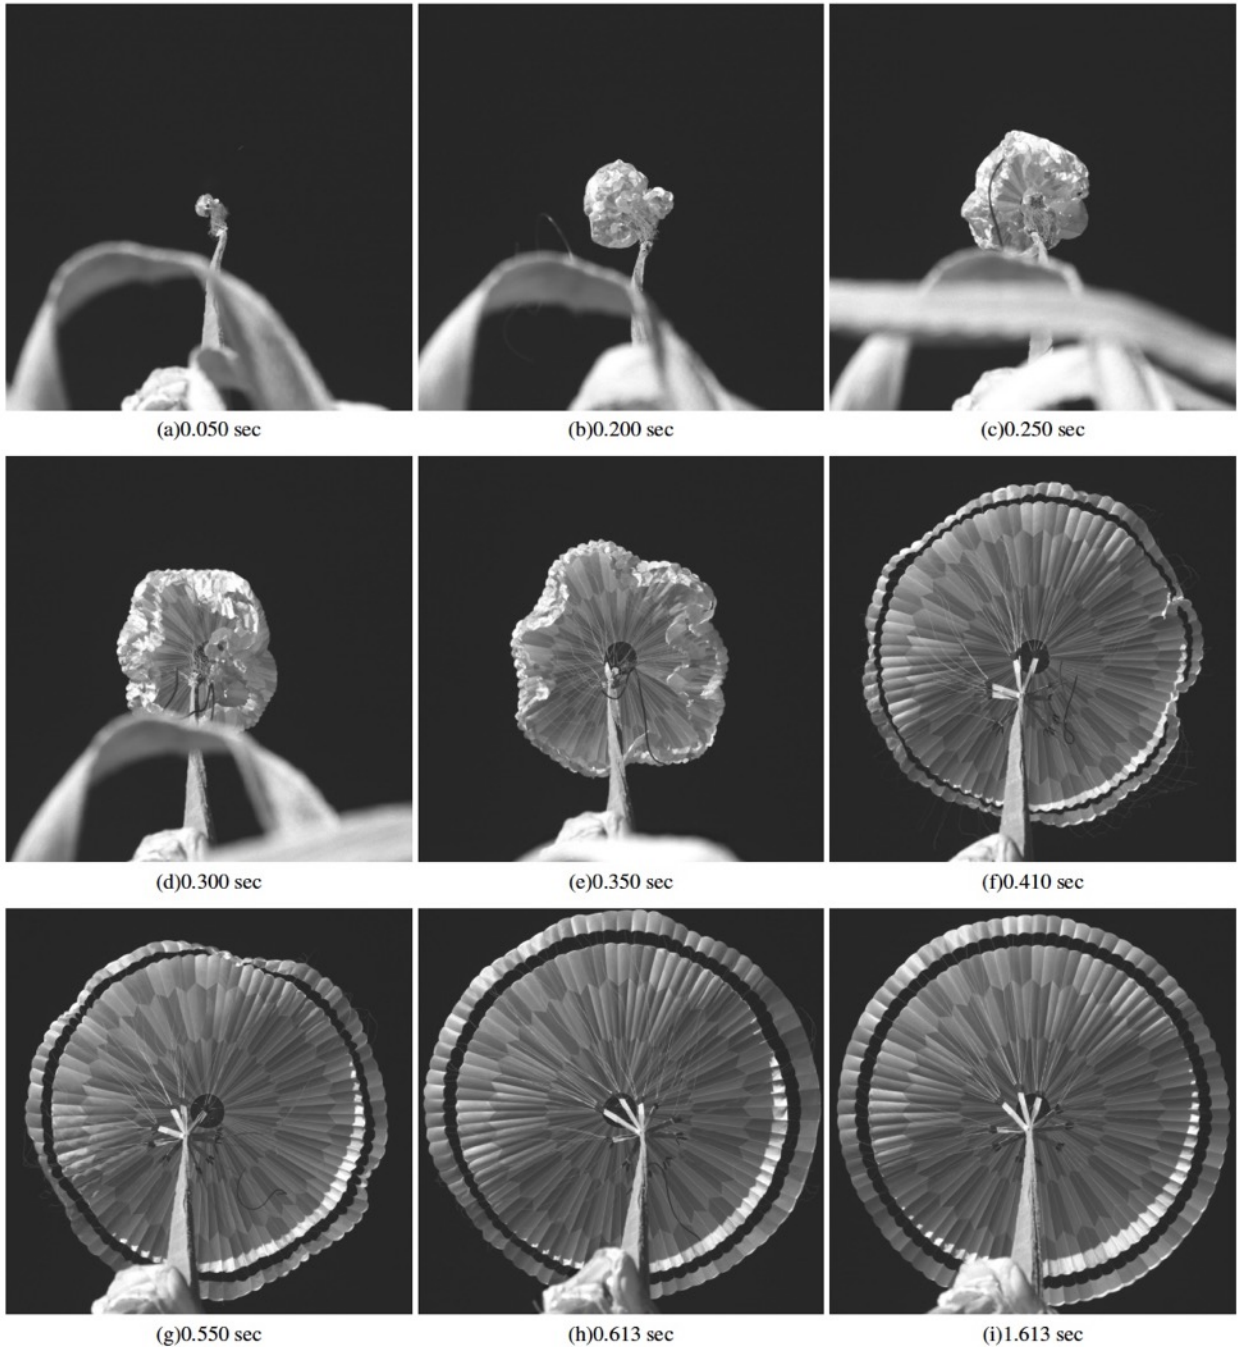 (a)0.050 sec
(b)0.200 sec
(c)0.250 sec
(d)0.300 sec
(e)0.350 sec
(f)0.410 sec
(g)0.550 sec
(h)0.613 sec
(i)1.613 sec